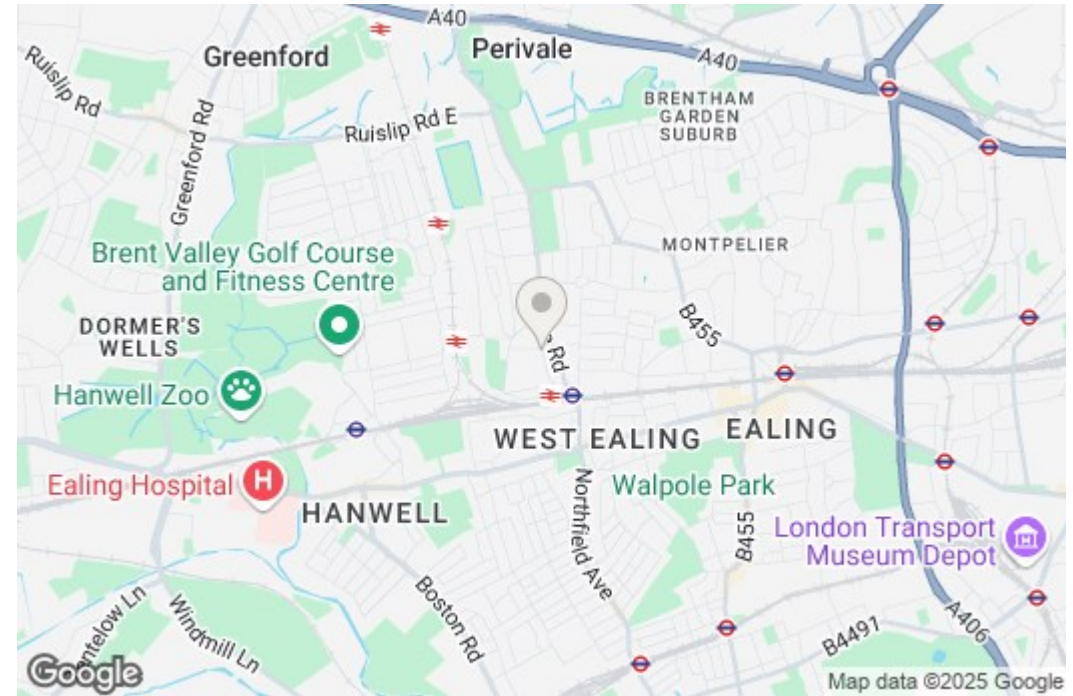 A40
Greenford
Perivale
A40
Ruislip Rd
BRENTHAM
GARDEN
SUBURB
Ruislip Rd E
Greenford Rd
MONTPELIER
Brent Valley Golf Course
and Fitness Centre
DORMER'S
WELLS
B455
Rd
Hanwell Zoo
WEST EALING
EALING
Ealing Hospital
H
Walpole Park
HANWELL
Northfield Ave
B455
London Transport
Museum Depot
Boston Rd
Windmill Ln
A406
B4491
Google
Map data ©2025 Google